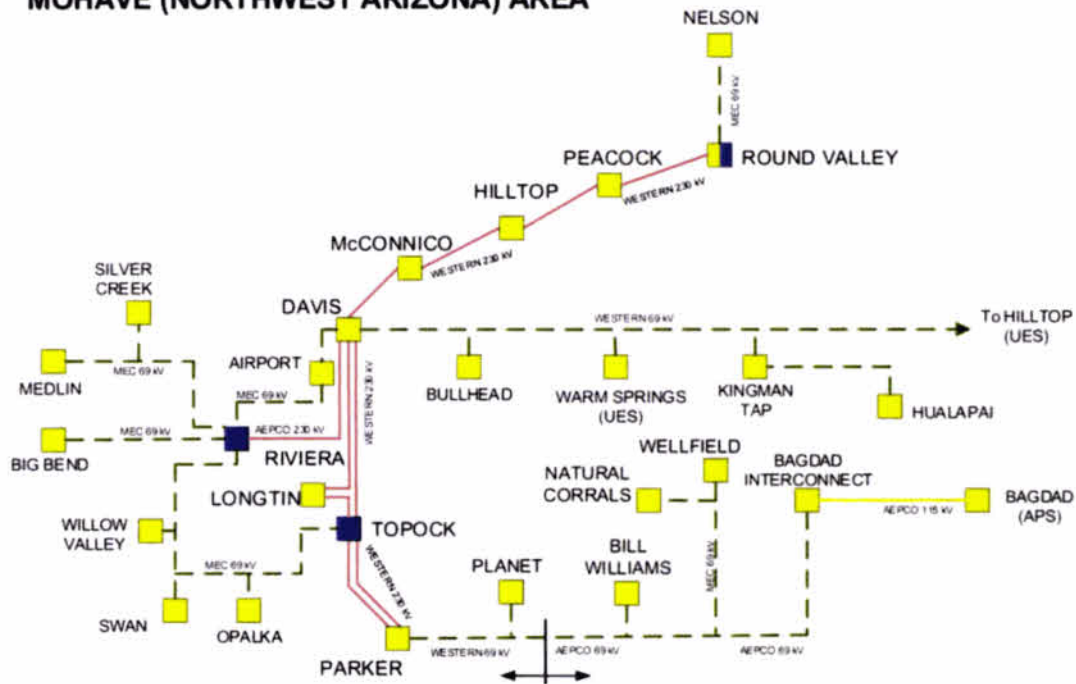 MOHAVE (NORTHWEST ARIZONA) AREA
NELSON
MEC 69 kV
ROUND VALLEY
PEACOCK
WESTERN 230 kV
HILLTOP
McCONNICO
WESTERN 230 kV
SILVER
CREEK
DAVIS
WESTERN 69 kV
To HILLTOP
(UES)
MEDLIN
MEC 69 kV
AIRPORT
MEC 69 kV
WESTERN 230 kV
BULLHEAD
WARM SPRINGS
(UES)
KINGMAN
TAP
HUALAPAI
BIG BEND
MEC 69 kV
AEPCO 230 kV
RIVIERA
LONGTIN
WELLFIELD
NATURAL
CORRALS
BAGDAD
INTERCONNECT
AEPCO 115 kV
BAGDAD
(APS)
WILLOW
VALLEY
TOPOCK
MEC 69 kV
WESTERN 230 kV
PLANET
BILL
WILLIAMS
MEC 69 kV
SWAN
OPALKA
PARKER
WESTERN 69 kV
AEPCO 69 kV
AEPCO 69 kV